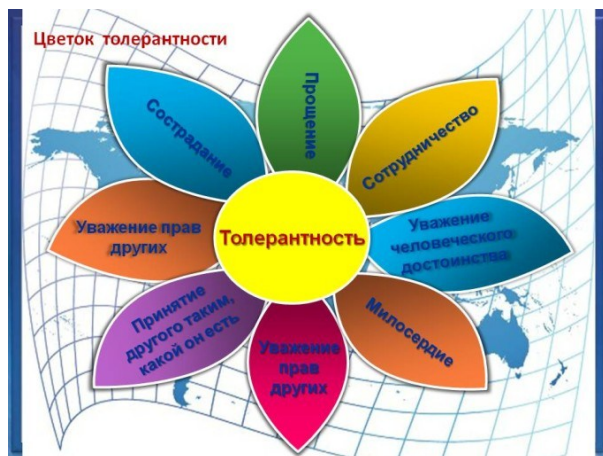 Цветок толерантности
Прощение
Сотрудничество
Уважение
человеческого
достоинства
Милосердие
Уважение
прав
других
Принятие
другого таким,
какой он есть
Уважение прав
других
Сострадание
Толерантность